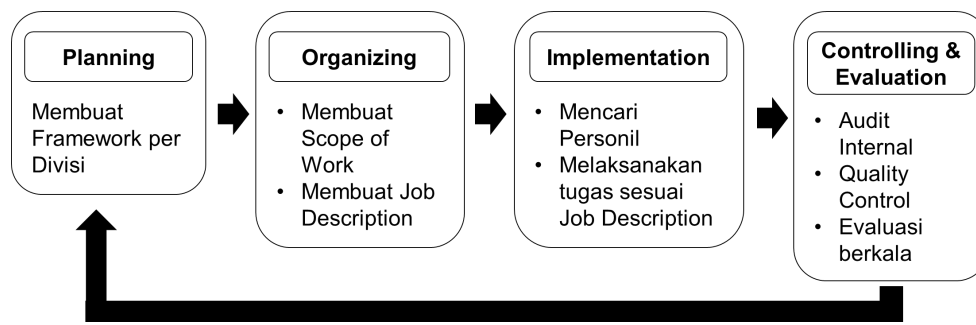 Planning
Membuat
Framework per
Divisi
Organizing
• Membuat
Scope of
Work
• Membuat Job
Description
Implementation
• Mencari
Personil
• Melaksanakan
tugas sesuai
Job Description
Controlling &
Evaluation
• Audit
Internal
• Quality
Control
• Evaluasi
berkala